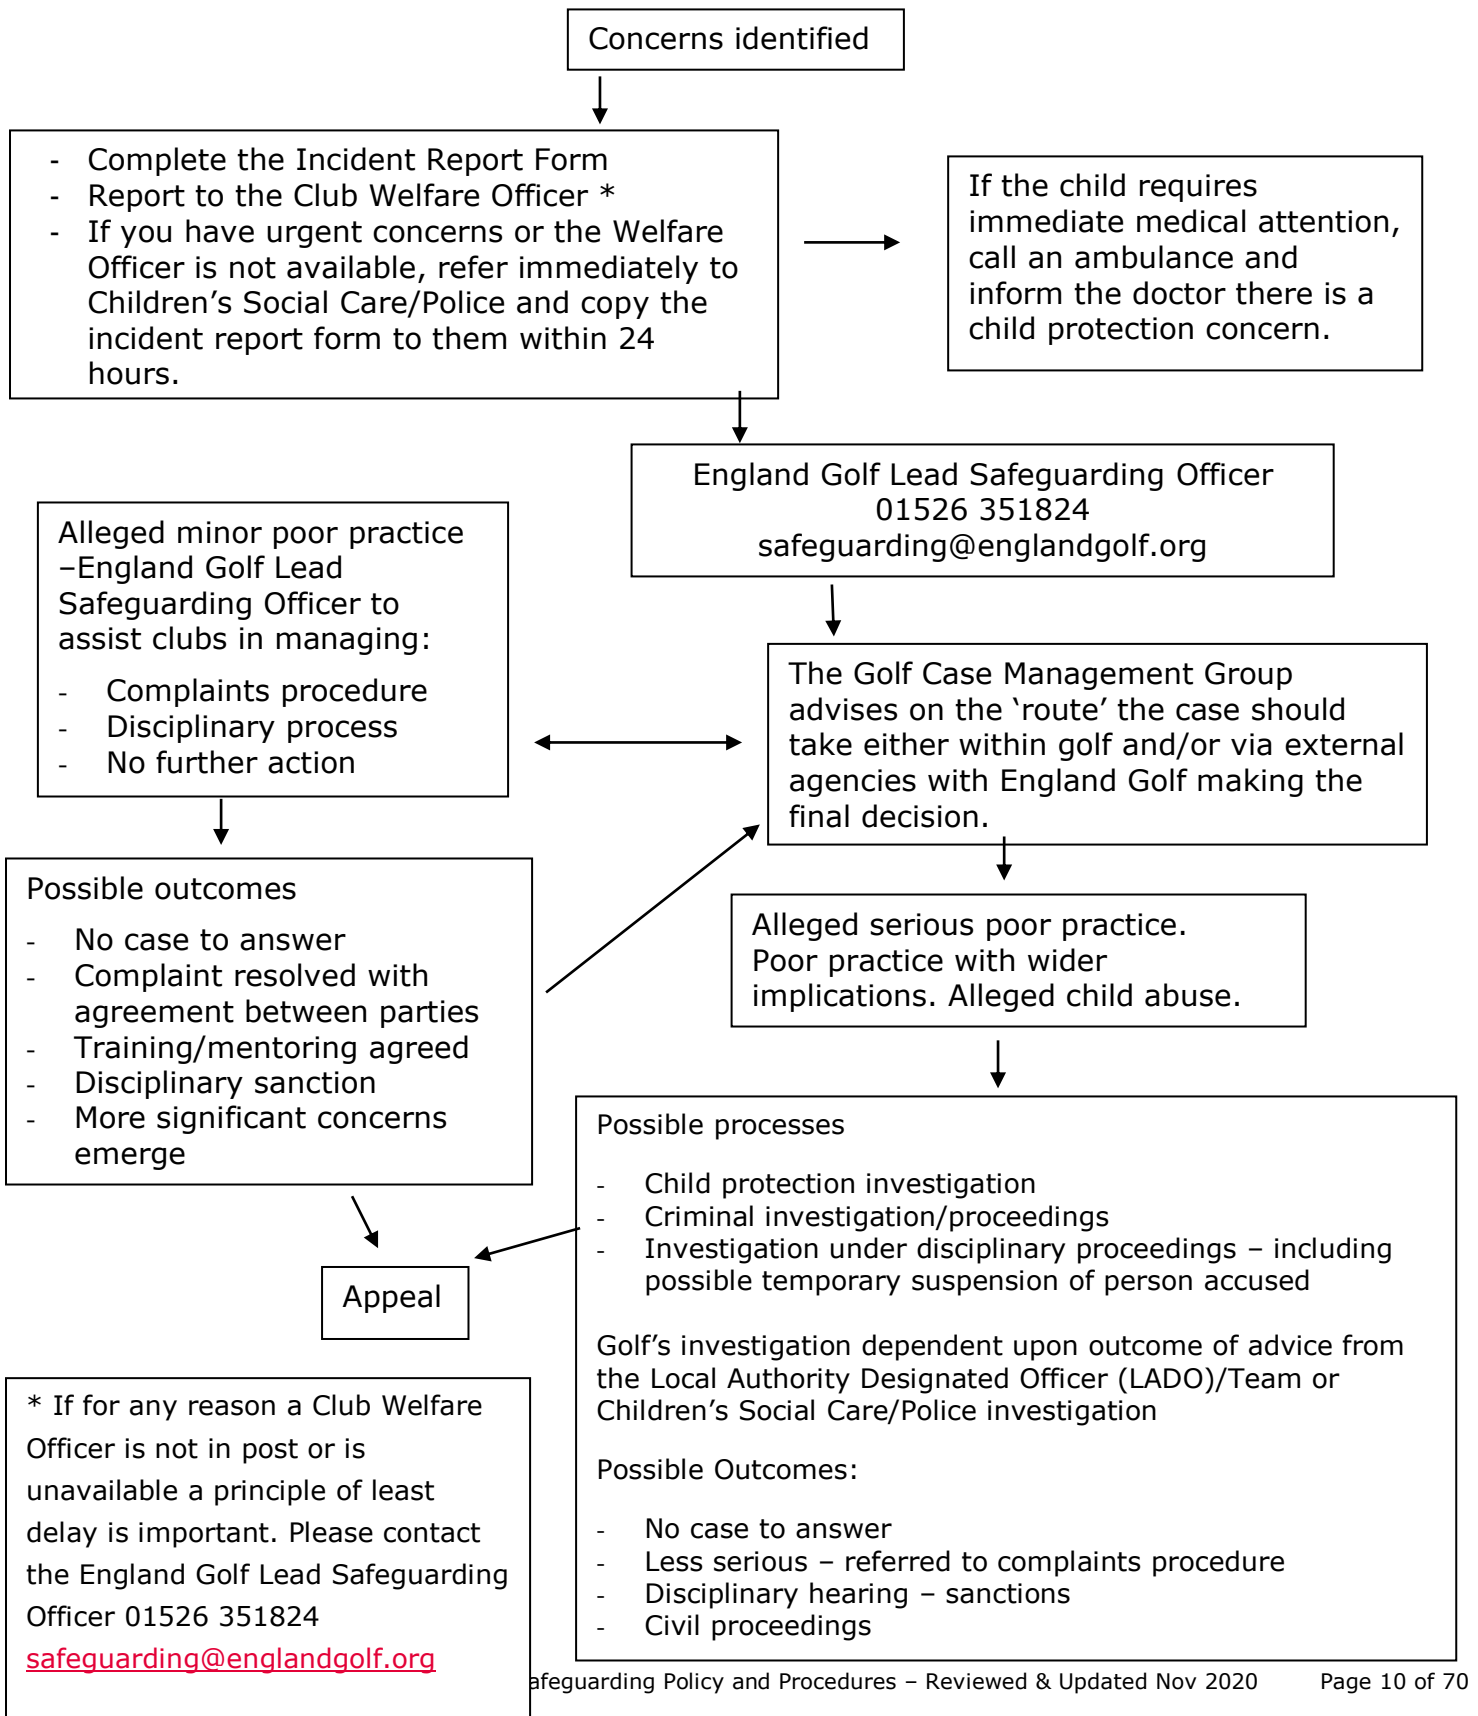 Concerns identified
- Complete the Incident Report Form
- Report to the Club Welfare Officer *
- If you have urgent concerns or the Welfare
Officer is not available, refer immediately to
Children’s Social Care/Police and copy the
incident report form to them within 24
hours.
If the child requires
immediate medical attention,
call an ambulance and
inform the doctor there is a
child protection concern.
England Golf Lead Safeguarding Officer
01526 351824
safeguarding@englandgolf.org
Alleged minor poor practice
–England Golf Lead
Safeguarding Officer to
assist clubs in managing:
- Complaints procedure
- Disciplinary process
- No further action
The Golf Case Management Group
advises on the ‘route’ the case should
take either within golf and/or via external
agencies with England Golf making the
final decision.
Possible outcomes
- No case to answer
- Complaint resolved with
agreement between parties
- Training/mentoring agreed
- Disciplinary sanction
- More significant concerns
emerge
Alleged serious poor practice.
Poor practice with wider
implications. Alleged child abuse.
Possible processes
- Child protection investigation
- Criminal investigation/proceedings
- Investigation under disciplinary proceedings – including
possible temporary suspension of person accused
Golf’s investigation dependent upon outcome of advice from
the Local Authority Designated Officer (LADO)/Team or
Children’s Social Care/Police investigation
Possible Outcomes:
- No case to answer
- Less serious – referred to complaints procedure
- Disciplinary hearing – sanctions
- Civil proceedings
Appeal
* If for any reason a Club Welfare
Officer is not in post or is
unavailable a principle of least
delay is important. Please contact
the England Golf Lead Safeguarding
Officer 01526 351824
safeguarding@englandgolf.org
afeguarding Policy and Procedures – Reviewed & Updated Nov 2020 Page 10 of 70